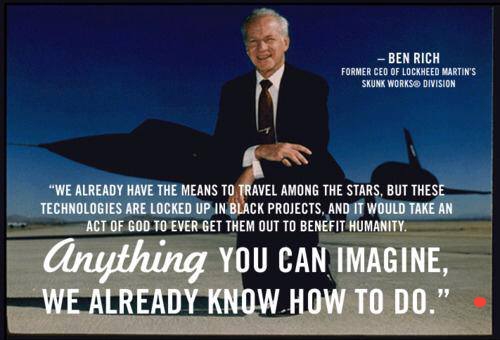 – BEN RICH
FORMER CEO OF LOCKHEED MARTIN'S
SKUNK WORKS® DIVISION
“WE ALREADY HAVE THE MEANS TO TRAVEL AMONG THE STARS, BUT THESE
TECHNOLOGIES ARE LOCKED UP IN BLACK PROJECTS, AND IT WOULD TAKE AN
ACT OF GOD TO EVER GET THEM OUT TO BENEFIT HUMANITY.
Anything YOU CAN IMAGINE,
WE ALREADY KNOW HOW TO DO.”